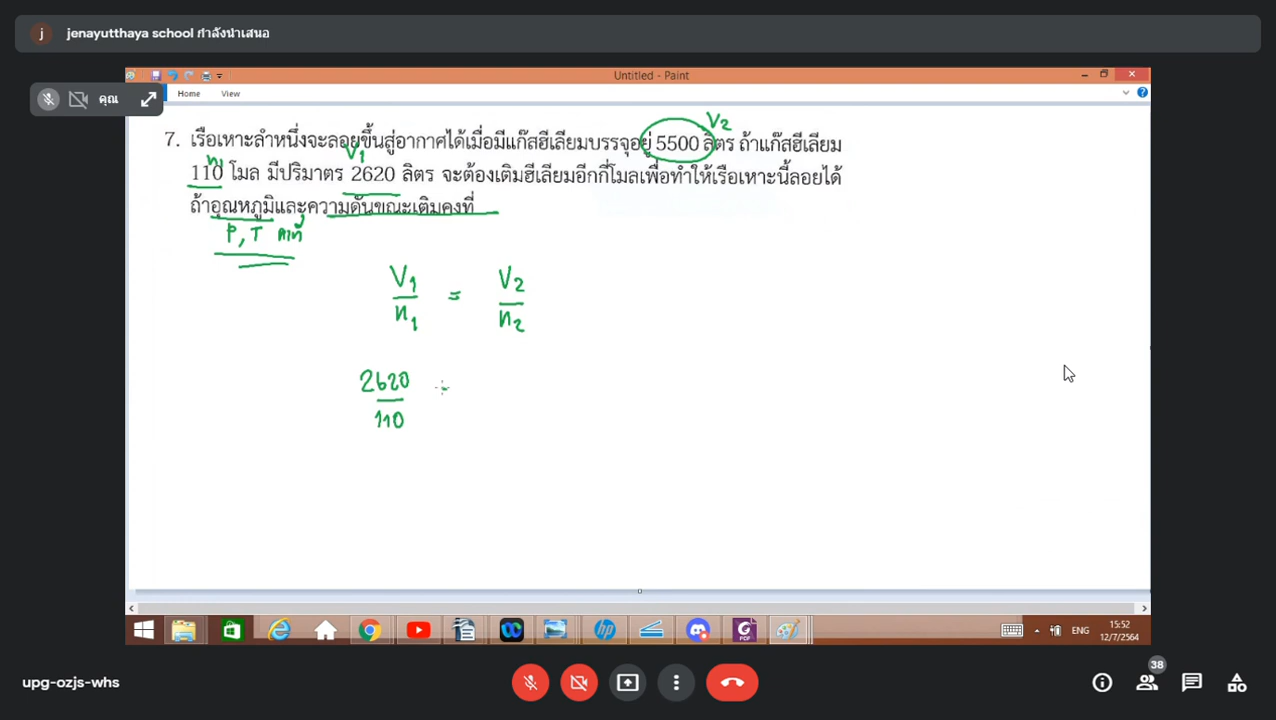 j jenayutthaya school กำลังนำเสนอ
Untitled - Paint
คุณ
Home View
V2
7. เรือเหาะลำหนึ่งจะลอยขึ้นสู่อากาศได้เมื่อมีแก๊สฮีเลียมบรรจุอยู่ 5500 ลิตร ถ้าแก๊สฮีเลียม
n1 V1
110 โมล มีปริมาตร 2620 ลิตร จะต้องเติมฮีเลียมอีกกี่โมลเพื่อทำให้เรือเหาะนี้ลอยได้
ถ้าอุณหภูมิและความดันขณะเติมคงที่
P, T คงที่
V1 = V2
n1 n2
2620
110
ENG 15:52
12/7/2564
upg-ozjs-whs
38